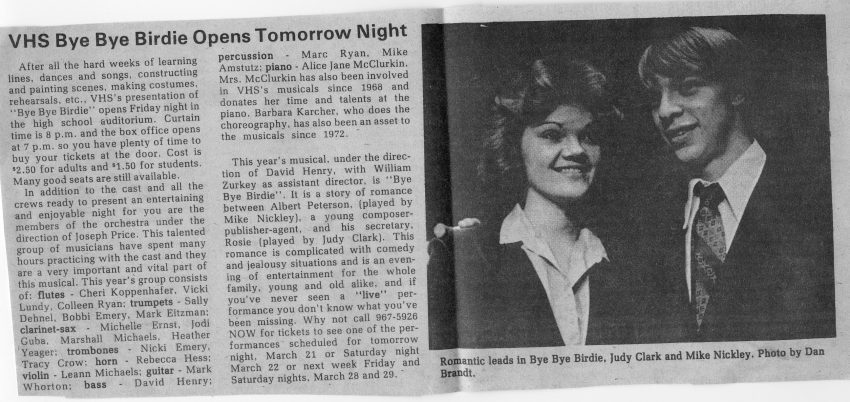 VHS Bye Bye Birdie Opens Tomorrow Night
After all the hard weeks of learning
lines, dances and songs, constructing
and painting scenes, making costumes,
rehearsals, etc., VHS's presentation of
"Bye Bye Birdie" opens Friday night in
the high school auditorium. Curtain
time is 8 p.m. and the box office opens
at 7 p.m. so you have plenty of time to
buy your tickets at the door. Cost is
$2.50 for adults and $1.50 for students.
Many good seats are still available.
In addition to the cast and all the
crews ready to present an entertaining
and enjoyable night for you are the
members of the orchestra under the
direction of Joseph Price. This talented
group of musicians have spent many
hours practicing with the cast and they
are a very important and vital part of
this musical. This year's group consists
of: flutes - Cheri Koppenhafer, Vicki
Lundy, Colleen Ryan; trumpets - Sally
Dehnel, Bobbi Emery, Mark Eitzman;
clarinet-sax - Michelle Ernst, Jodi
Guba, Marshall Michaels, Heather
Yeager; trombones - Nicki Emery,
Tracy Crow; horn - Rebecca Hess;
violin - Leann Michaels; guitar - Mark
Whorton; bass - David Henry;
percussion - Marc Ryan, Mike
Amstutz; piano - Alice Jane McClurkin.
Mrs. McClurkin has also been involved
in VHS's musicals since 1968 and
donates her time and talents at the
piano. Barbara Karcher, who does the
choreography, has also been an asset to
the musicals since 1972.
This year's musical, under the direc-
tion of David Henry, with William
Zurkey as assistant director, is "Bye
Bye Birdie". It is a story of romance
between Albert Peterson, (played by
Mike Nickley), a young composer-
publisher-agent, and his secretary,
Rosie (played by Judy Clark). This
romance is complicated with comedy
and jealousy situations and is an even-
ing of entertainment for the whole
family, young and old alike, and if
you've never seen a "live" per-
formance you don't know what you've
been missing. Why not call 967-5926
NOW for tickets to see one of the per-
formances scheduled for tomorrow
night, March 21 or Saturday night
March 22 or next week Friday and
Saturday nights, March 28 and 29.
Romantic leads in Bye Bye Birdie, Judy Clark and Mike Nickley. Photo by Dan
Brandt.